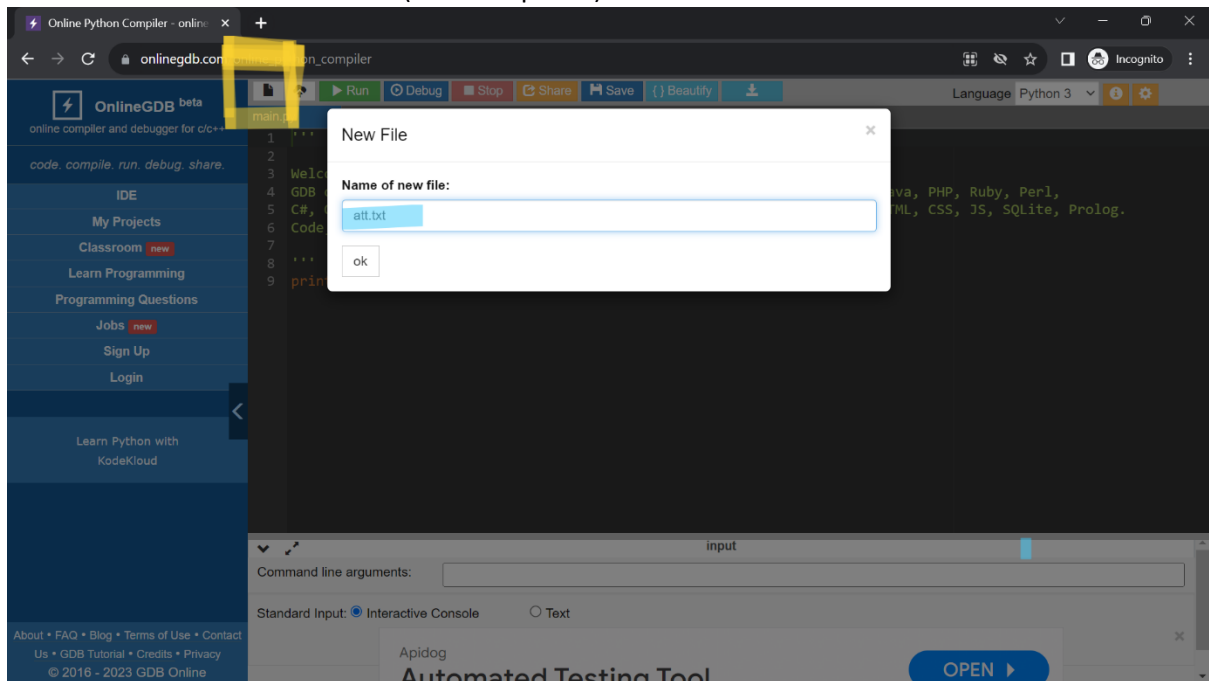 Online Python Compiler - online
onlinegdb.com
on_compiler
Incognito
OnlineGDB beta
online compiler and debugger for c/c++
code. compile. run. debug. share.
IDE
My Projects
Classroom new
Learn Programming
Programming Questions
Jobs new
Sign Up
Login
Learn Python with
KodeKloud
About • FAQ • Blog • Terms of Use • Contact
Us • GDB Tutorial • Credits • Privacy
© 2016 - 2023 GDB Online
Run Debug Stop Share Save { } Beautify
Language Python 3
1 '''
2
3
4 GDB ava, PHP, Ruby, Perl,
5 C#, TML, CSS, JS, SQLite, Prolog.
6 Code
7
8 '''
9 prin
New File ×
Name of new file:
att.txt
ok
input
Command line arguments:
Standard Input: Interactive Console Text
Apidog
Automated Testing Tool
OPEN